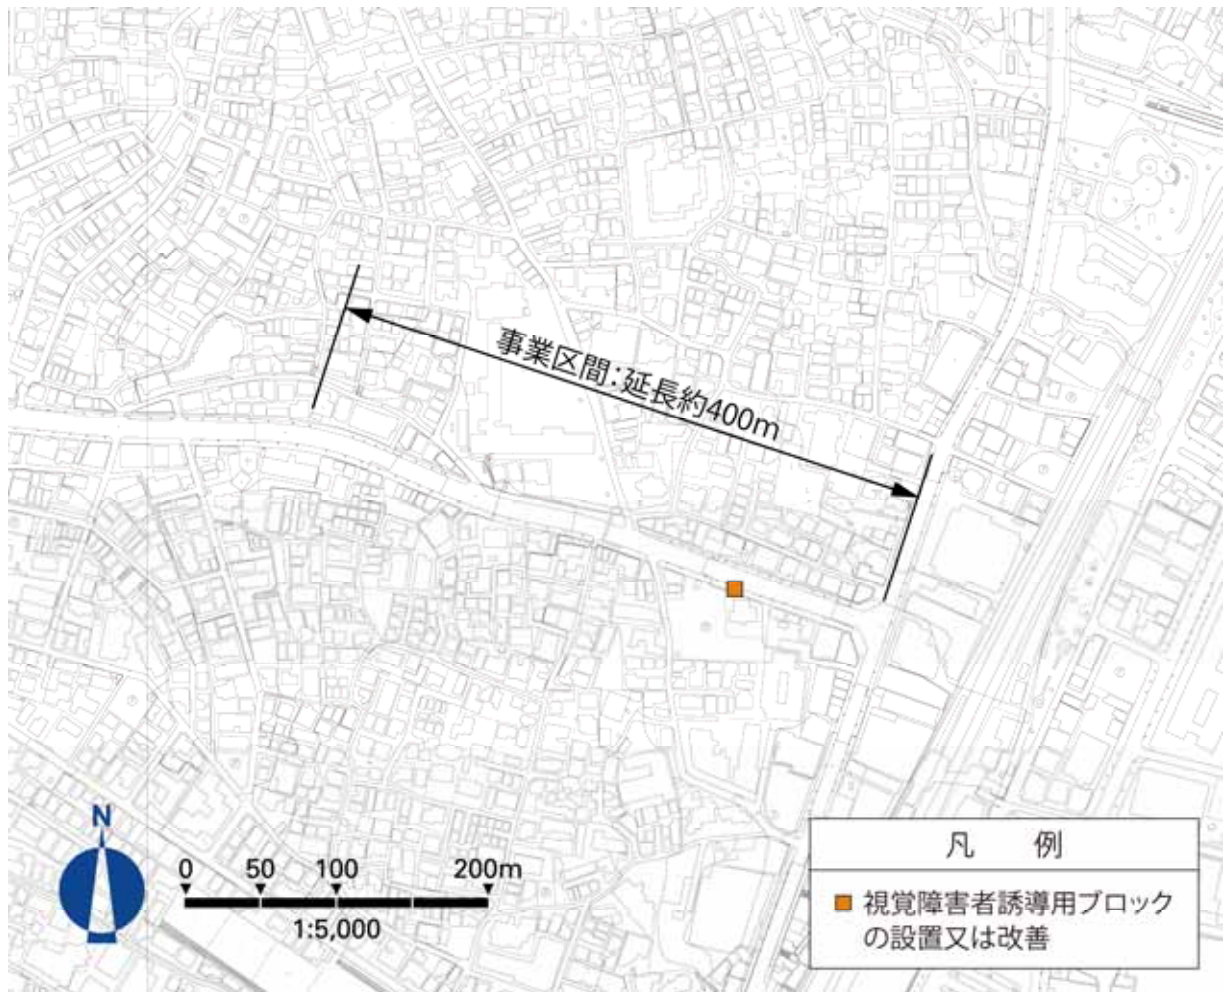 事業区間：延長約400m
N
0 50 100 200m
1:5,000
凡 例
視覚障害者誘導用ブロック
の設置又は改善